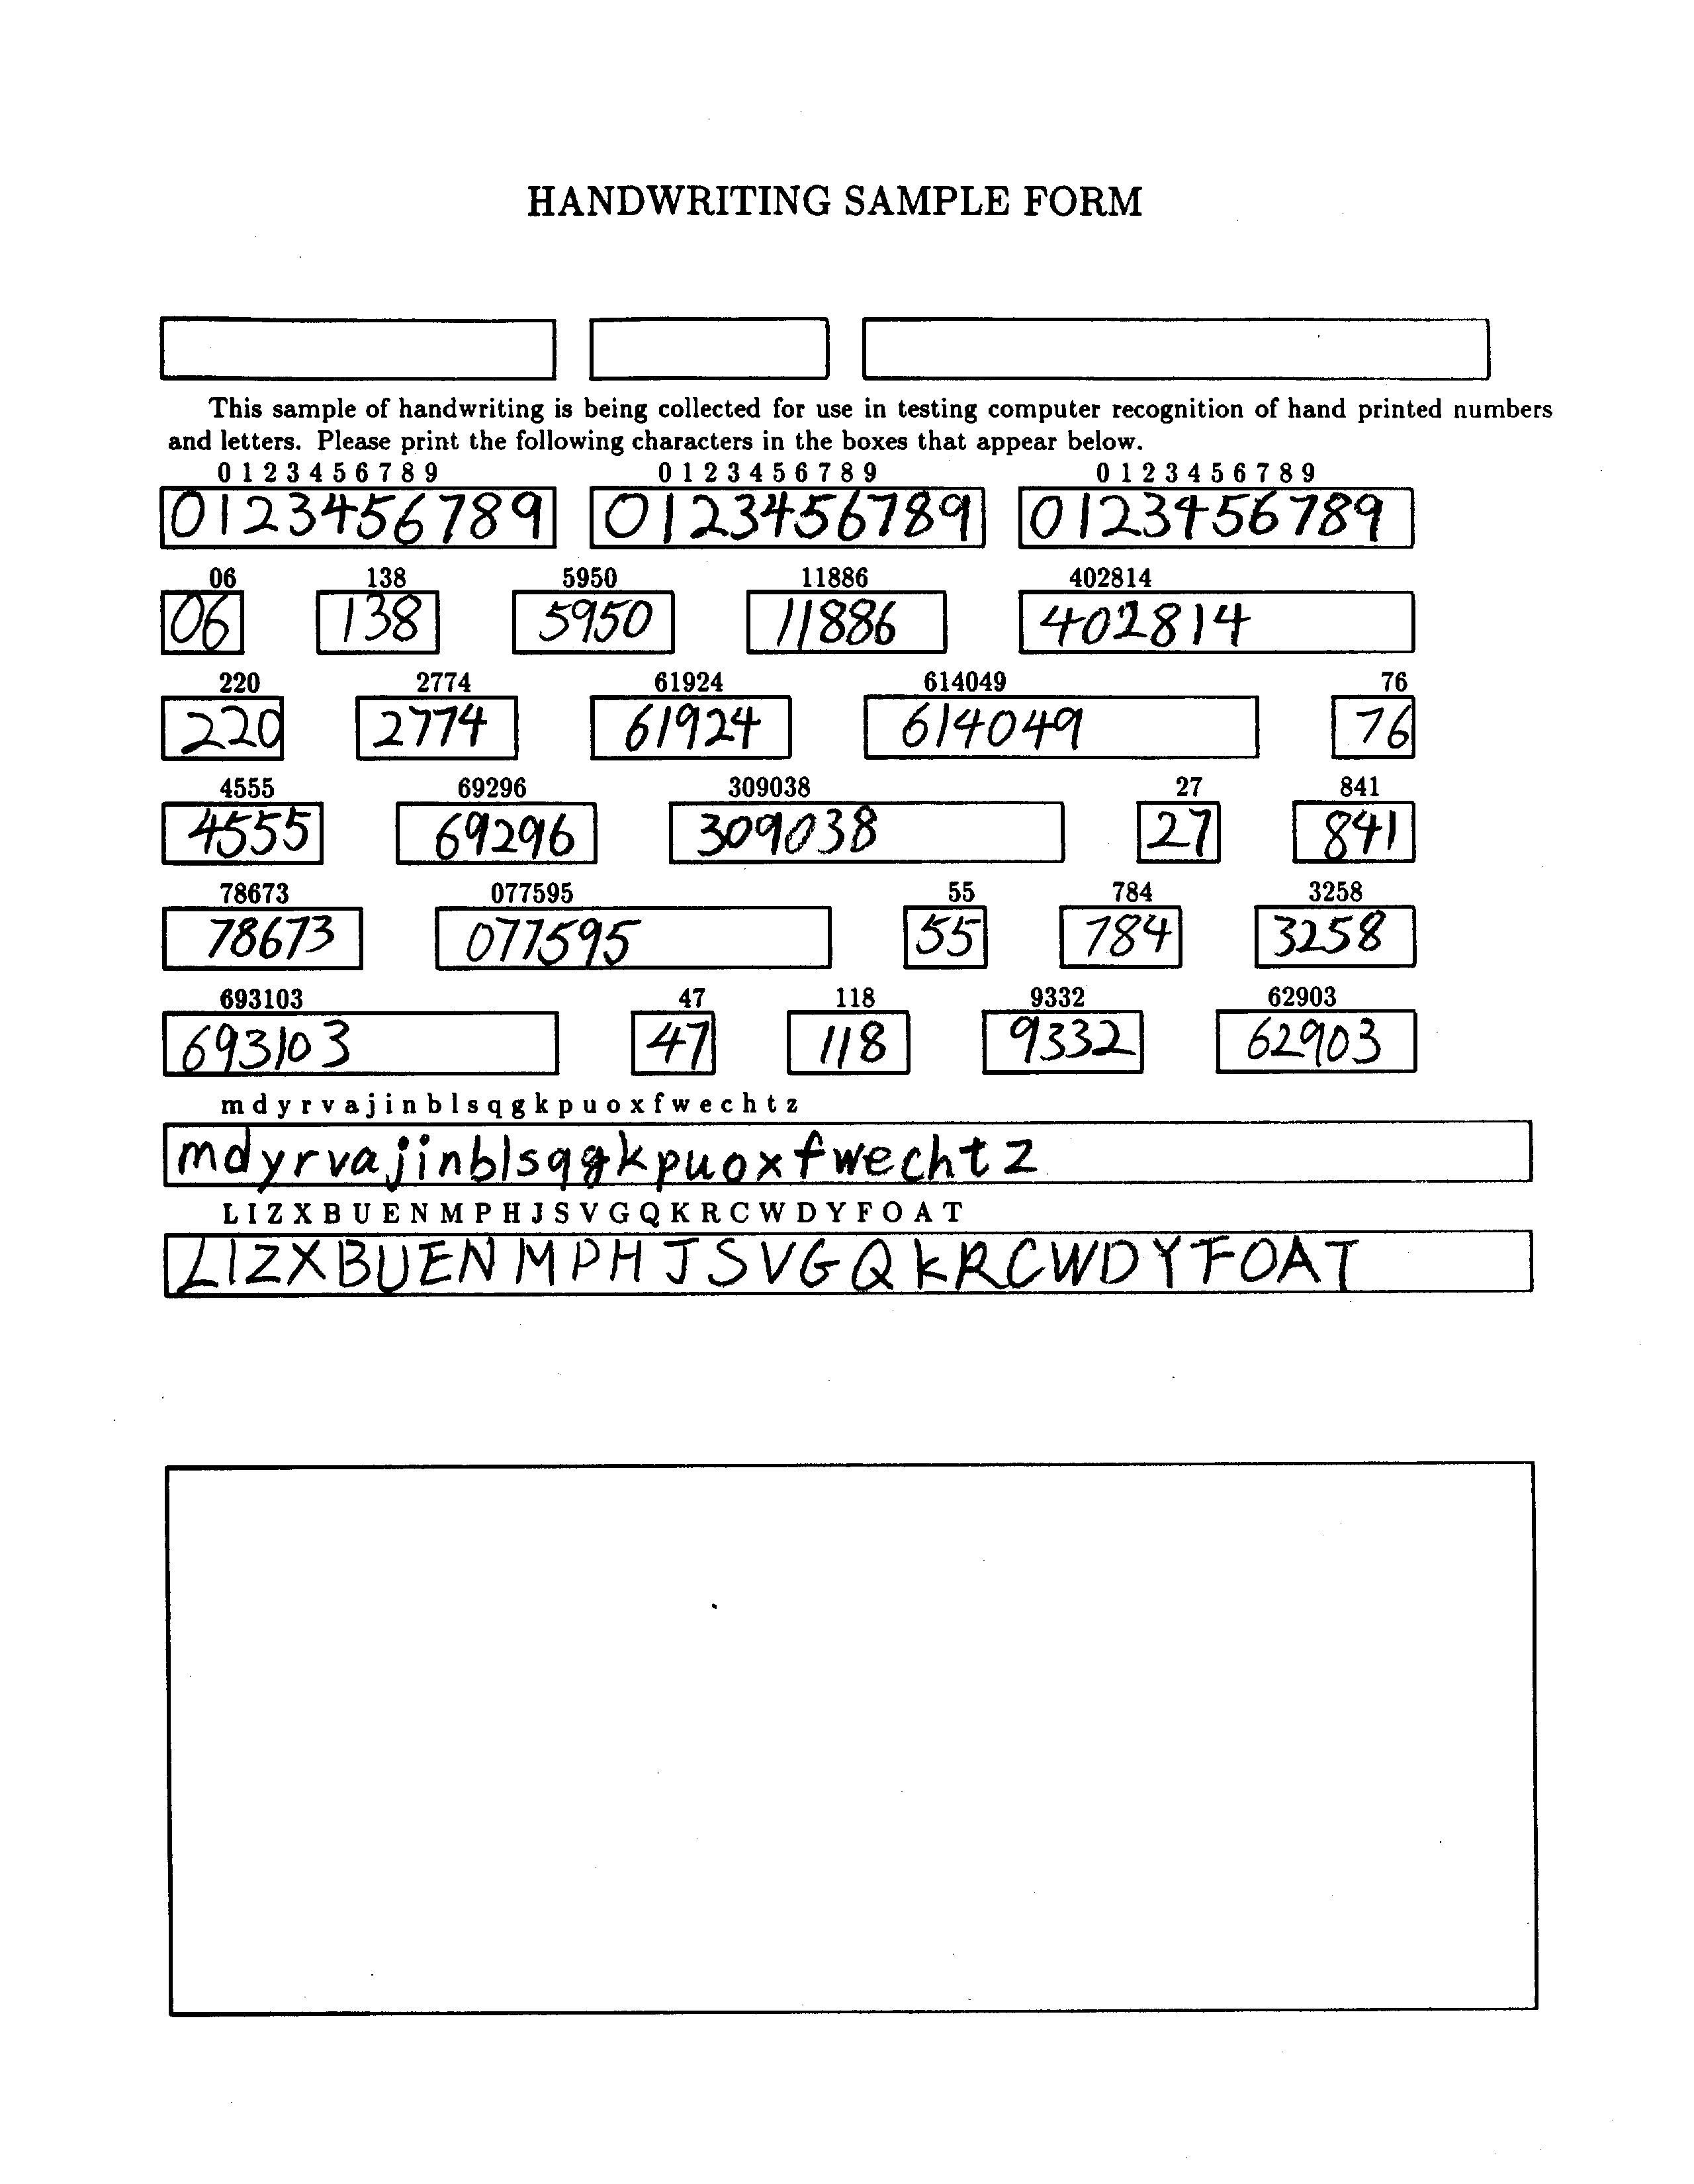 HANDWRITING SAMPLE FORM
This sample of handwriting is being collected for use in testing computer recognition of hand printed numbers
and letters. Please print the following characters in the boxes that appear below.
0 1 2 3 4 5 6 7 8 9 0 1 2 3 4 5 6 7 8 9 0 1 2 3 4 5 6 7 8 9
0123456789 0123456789 0123456789
06 138 5950 11886 402814
06 138 5950 11886 402814
220 2774 61924 614049 76
220 2774 61924 614049 76
4555 69296 309038 27 841
4555 69296 309038 27 841
78673 077595 55 784 3258
78673 077595 55 784 3258
693103 47 118 9332 62903
693103 47 118 9332 62903
m d y r v a j i n b l s q g k p u o x f w e c h t z
mdyrvajinblsqgkpuoxfwechtz
L I Z X B U E N M P H J S V G Q K R C W D Y F O A T
LIZXBUENMPHJSVGQKRCWDYFOAT